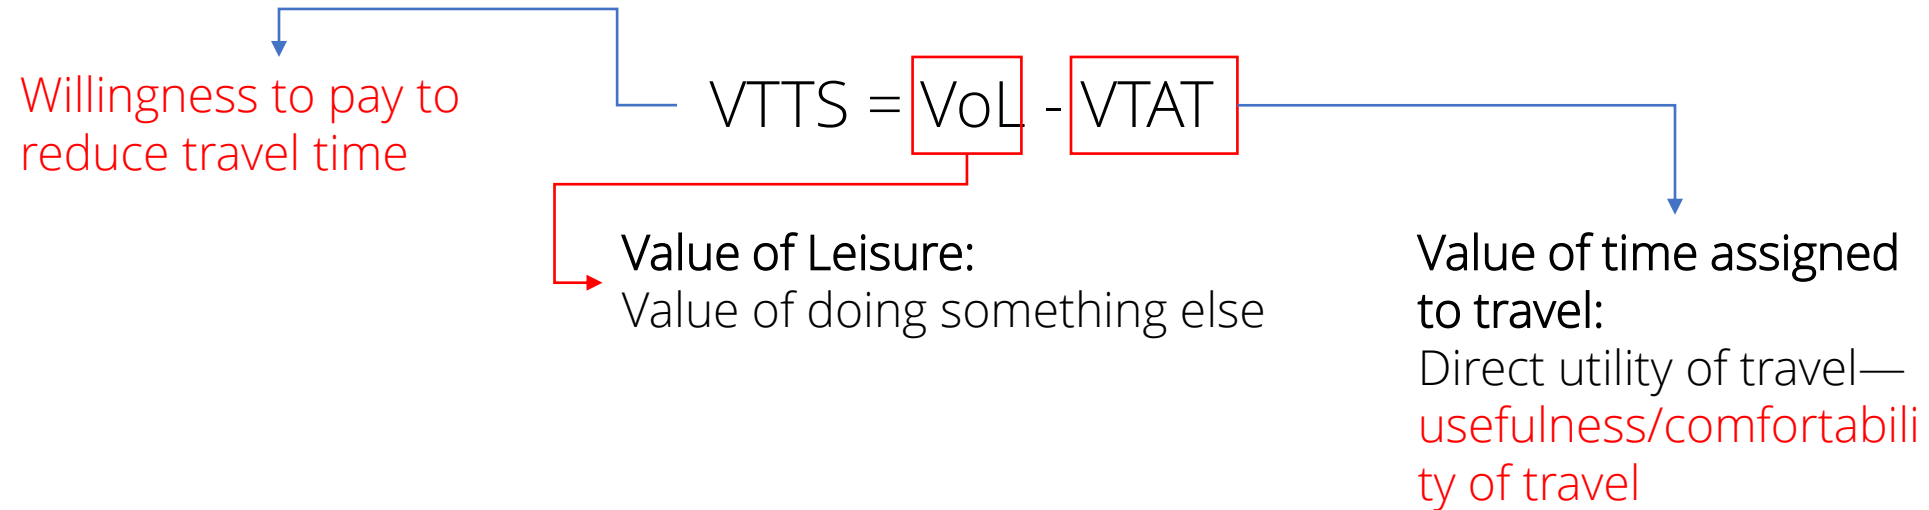 VTTS = VoL - VTAT
Willingness to pay to
reduce travel time
Value of Leisure:
Value of doing something else
Value of time assigned
to travel:
Direct utility of travel—
usefulness/comfortabili
ty of travel